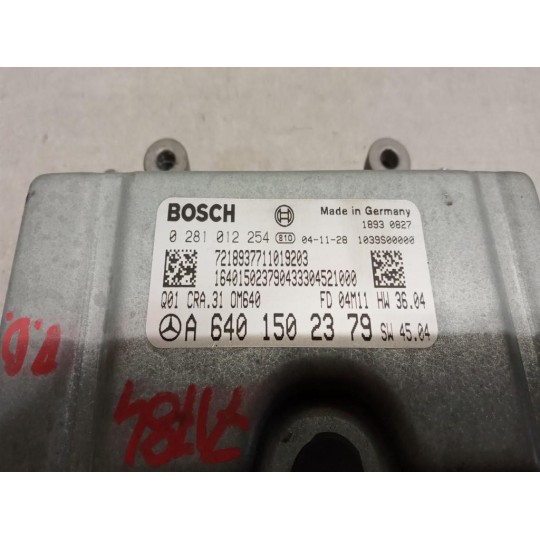 BOSCH Made in Germany
1893 0827
0 281 012 254 810 04-11-28 1039S00000
7218937711019203
1640150237904333304521000
Q01 CRA.31 OM640 FD 04M11 HW 36.04
A 640 150 23 79 SW 45.04